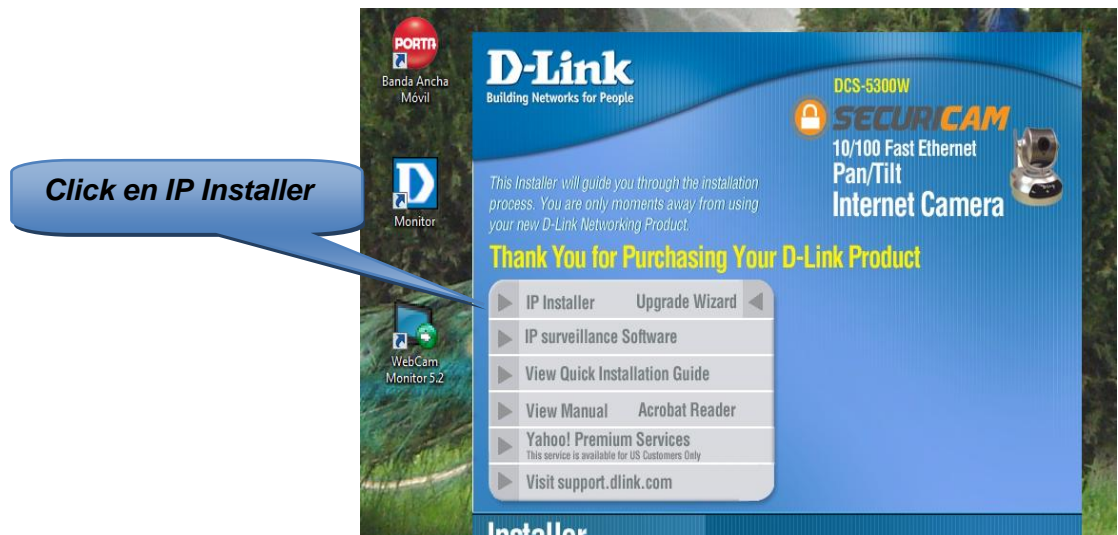 PORTA
Banda Ancha
Móvil
D-Link
Building Networks for People
DCS-5300W
SECURICAM
10/100 Fast Ethernet
Pan/Tilt
Internet Camera
Click en IP Installer
D
Monitor
This Installer will guide you through the installation
process. You are only moments away from using
your new D-Link Networking Product.
Thank You for Purchasing Your D-Link Product
IP Installer Upgrade Wizard
IP surveillance Software
WebCam
Monitor 5.2
View Quick Installation Guide
View Manual Acrobat Reader
Yahoo! Premium Services
This service is available for US Customers Only
Visit support.dlink.com
Installer